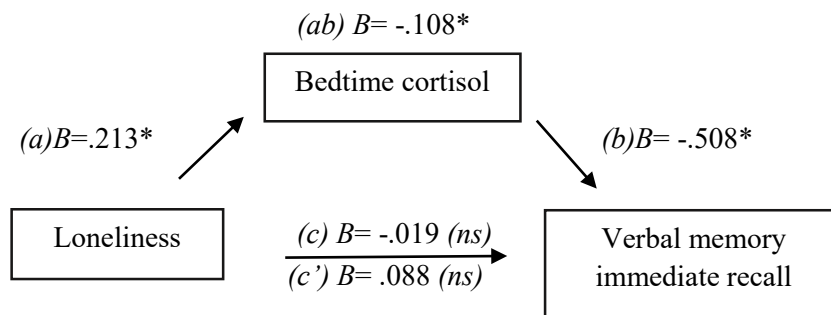 (ab) B= -.108*
Bedtime cortisol
(a)B=.213*
(b)B= -.508*
Loneliness
(c) B= -.019 (ns)
(c’) B= .088 (ns)
Verbal memory
immediate recall